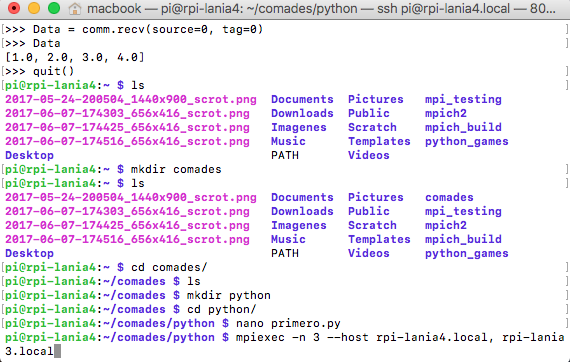 macbook — pi@rpi-lania4: ~/comades/python — ssh pi@rpi-lania4.local — 80...
[>>> Data = comm.recv(source=0, tag=0)]
[>>> Data]
[1.0, 2.0, 3.0, 4.0]
[>>> quit()]
[pi@rpi-lania4:~ $ ls]
2017-05-24-200504_1440x900_scrot.png Documents Pictures mpi_testing
2017-06-07-174303_656x416_scrot.png Downloads Public mpich2
2017-06-07-174425_656x416_scrot.png Imagenes Scratch mpich_build
2017-06-07-174516_656x416_scrot.png Music Templates python_games
Desktop PATH Videos
[pi@rpi-lania4:~ $ mkdir comades]
[pi@rpi-lania4:~ $ ls]
2017-05-24-200504_1440x900_scrot.png Documents Pictures comades
2017-06-07-174303_656x416_scrot.png Downloads Public mpi_testing
2017-06-07-174425_656x416_scrot.png Imagenes Scratch mpich2
2017-06-07-174516_656x416_scrot.png Music Templates mpich_build
Desktop PATH Videos python_games
[pi@rpi-lania4:~ $ cd comades/]
[pi@rpi-lania4:~/comades $ ls]
[pi@rpi-lania4:~/comades $ mkdir python]
[pi@rpi-lania4:~/comades $ cd python/]
[pi@rpi-lania4:~/comades/python $ nano primero.py]
pi@rpi-lania4:~/comades/python $ mpiexec -n 3 --host rpi-lania4.local, rpi-lania
3.local